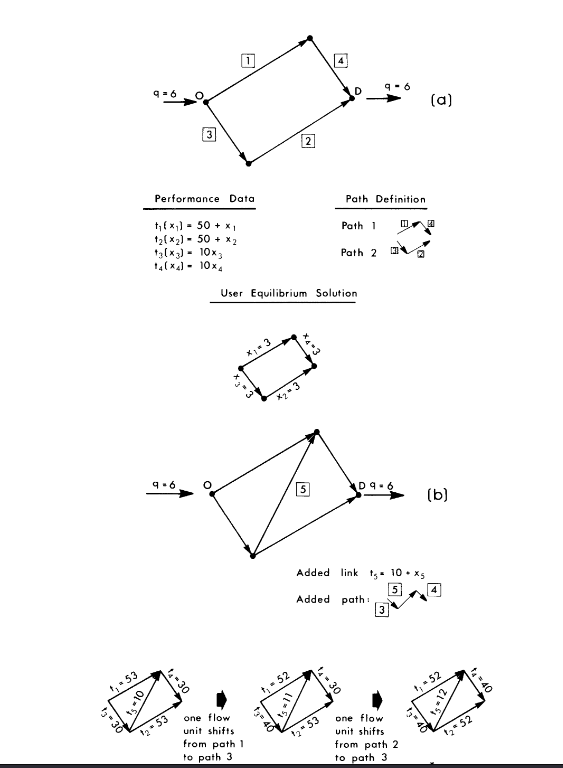 1
4
q = 6
O
D
q = 6
(a)
3
2
Performance Data
Path Definition
t₁(x₁) = 50 + x₁
t₂(x₂) = 50 + x₂
t₃(x₃) = 10x₃
t₄(x₄) = 10x₄
Path 1
1
4
Path 2
3
2
User Equilibrium Solution
x₁ = 3
x₄ = 3
x₃ = 3
x₂ = 3
q = 6
O
5
D
q = 6
(b)
Added link t₅ = 10 + x₅
Added path:
5
4
3
t₁ = 53
t₄ = 30
t₅ = 10
t₃ = 30
t₂ = 53
one flow
unit shifts
from path 1
to path 3
t₁ = 52
t₄ = 30
t₅ = 11
t₃ = 40
t₂ = 53
one flow
unit shifts
from path 2
to path 3
t₁ = 52
t₄ = 40
t₅ = 12
t₃ = 40
t₂ = 52